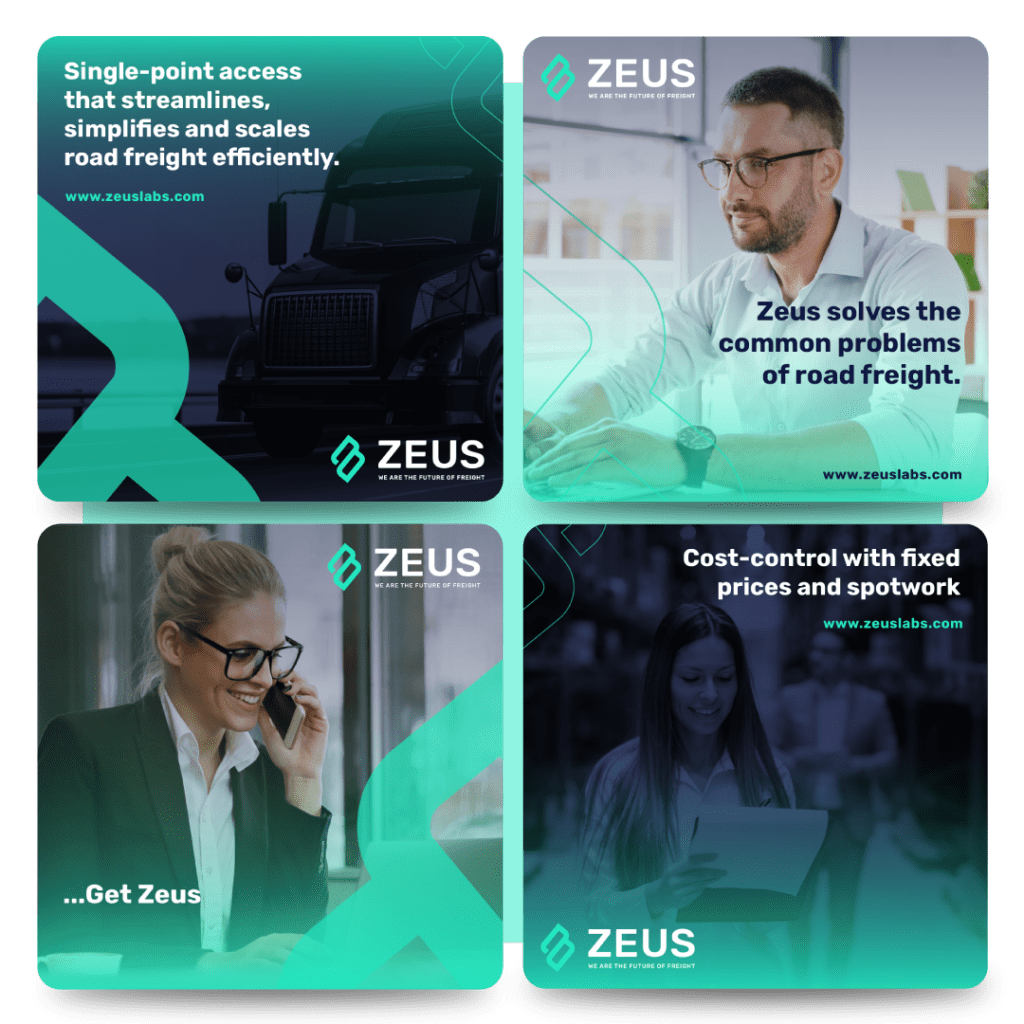 Single-point access
that streamlines,
simplifies and scales
road freight efficiently.
www.zeuslabs.com
ZEUS
WE ARE THE FUTURE OF FREIGHT
ZEUS
WE ARE THE FUTURE OF FREIGHT
Zeus solves the
common problems
of road freight.
www.zeuslabs.com
ZEUS
WE ARE THE FUTURE OF FREIGHT
...Get Zeus
Cost-control with fixed
prices and spotwork
www.zeuslabs.com
ZEUS
WE ARE THE FUTURE OF FREIGHT